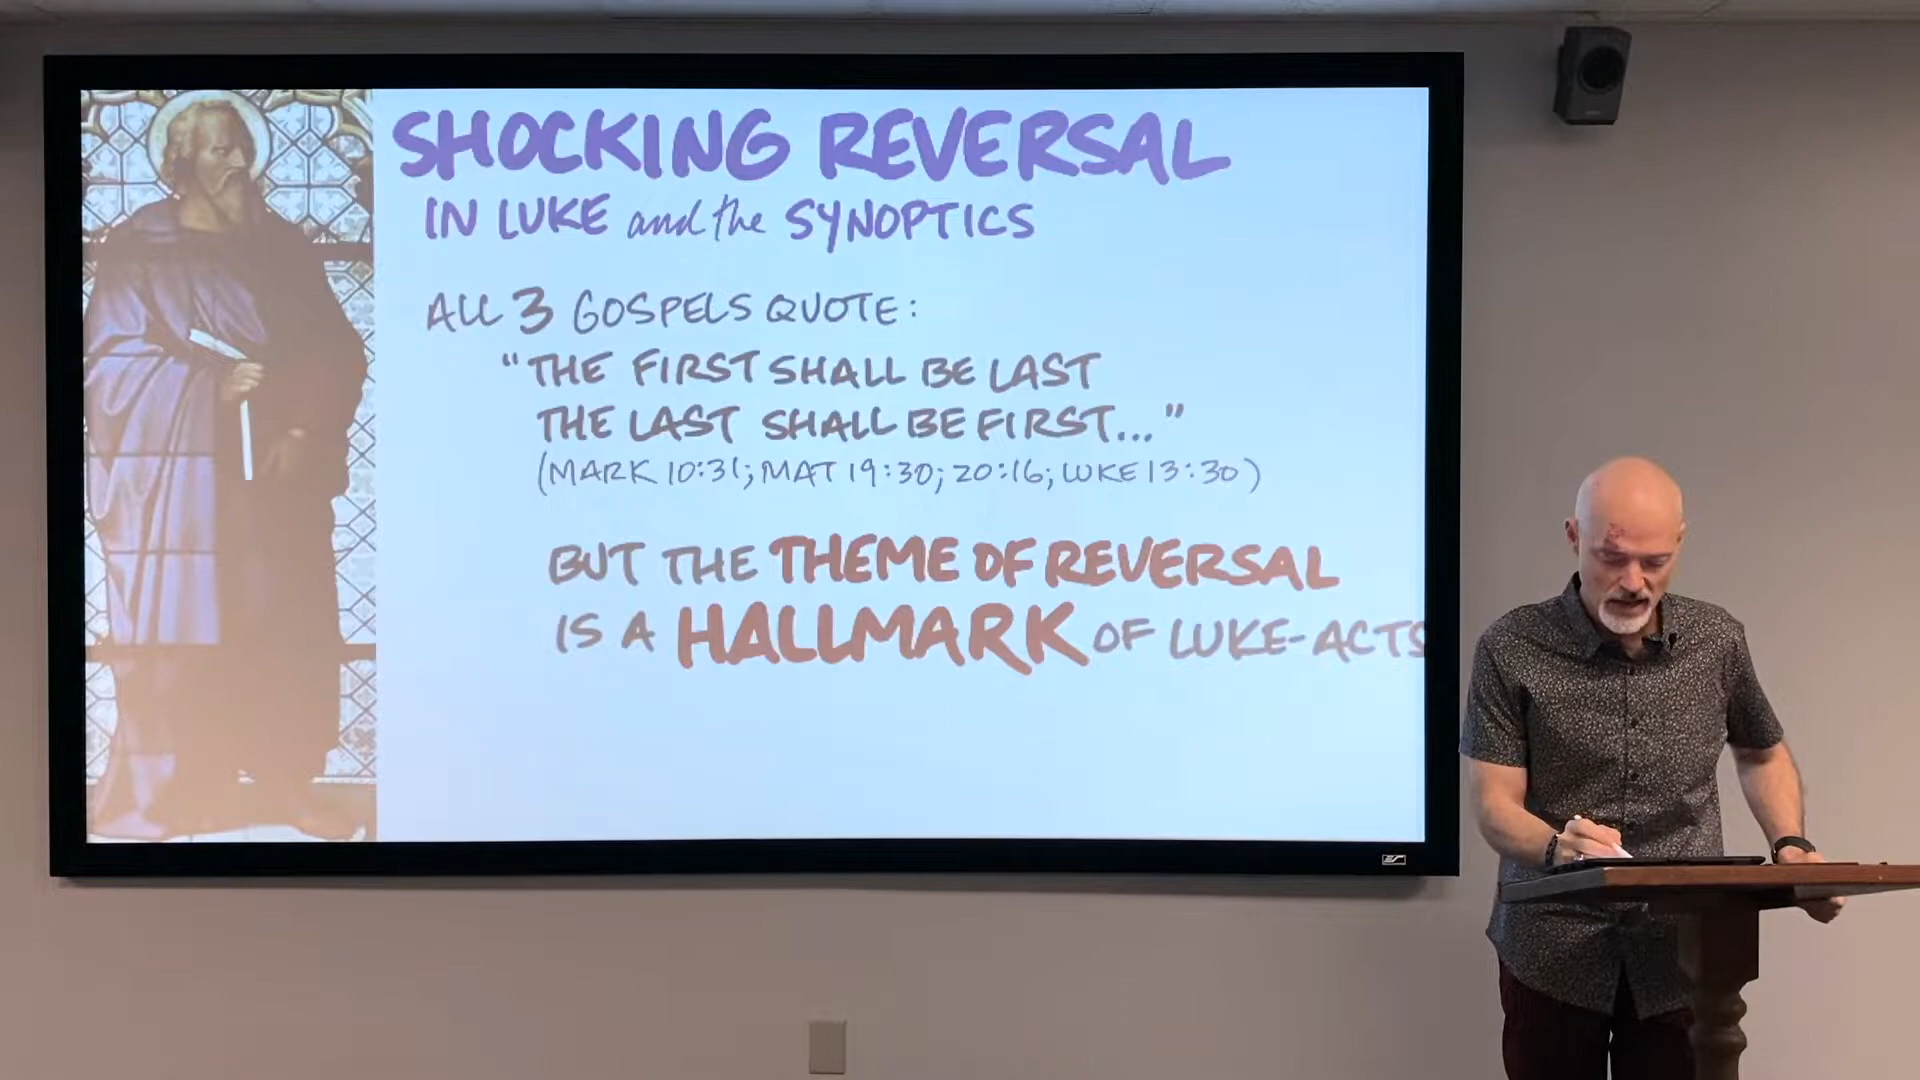 SHOCKING REVERSAL
IN LUKE and the SYNOPTICS
ALL 3 GOSPELS QUOTE:
"THE FIRST SHALL BE LAST
THE LAST SHALL BE FIRST..."
(MARK 10:31; MAT 19:30; 20:16; LUKE 13:30)
BUT THE THEME OF REVERSAL
IS A HALLMARK OF LUKE-ACTS